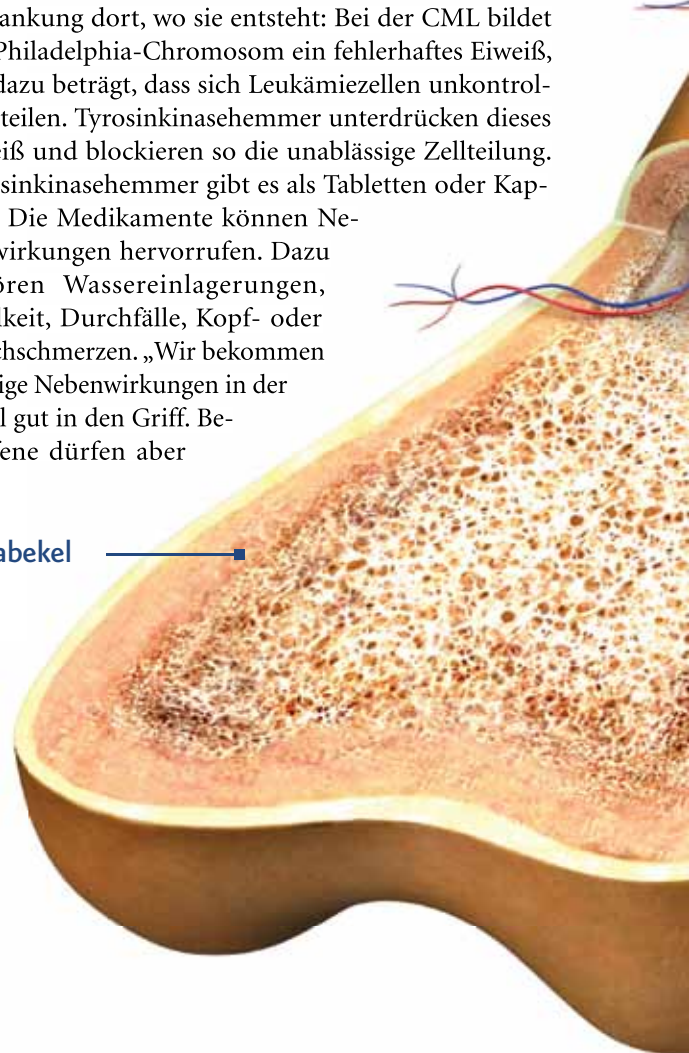 ankung dort, wo sie entsteht: Bei der CML bildet
Philadelphia-Chromosom ein fehlerhaftes Eiweiß,
dazu beträgt, dass sich Leukämiezellen unkontrol-
teilen. Tyrosinkinasehemmer unterdrücken dieses
eiß und blockieren so die unablässige Zellteilung.
sinkinasehemmer gibt es als Tabletten oder Kap-
Die Medikamente können Ne-
wirkungen hervorrufen. Dazu
ören Wassereinlagerungen,
lkeit, Durchfälle, Kopf- oder
chschmerzen. „Wir bekommen
ige Nebenwirkungen in der
l gut in den Griff. Be-
fene dürfen aber
abekel